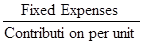 Fixed Expenses
Contributi on per unit